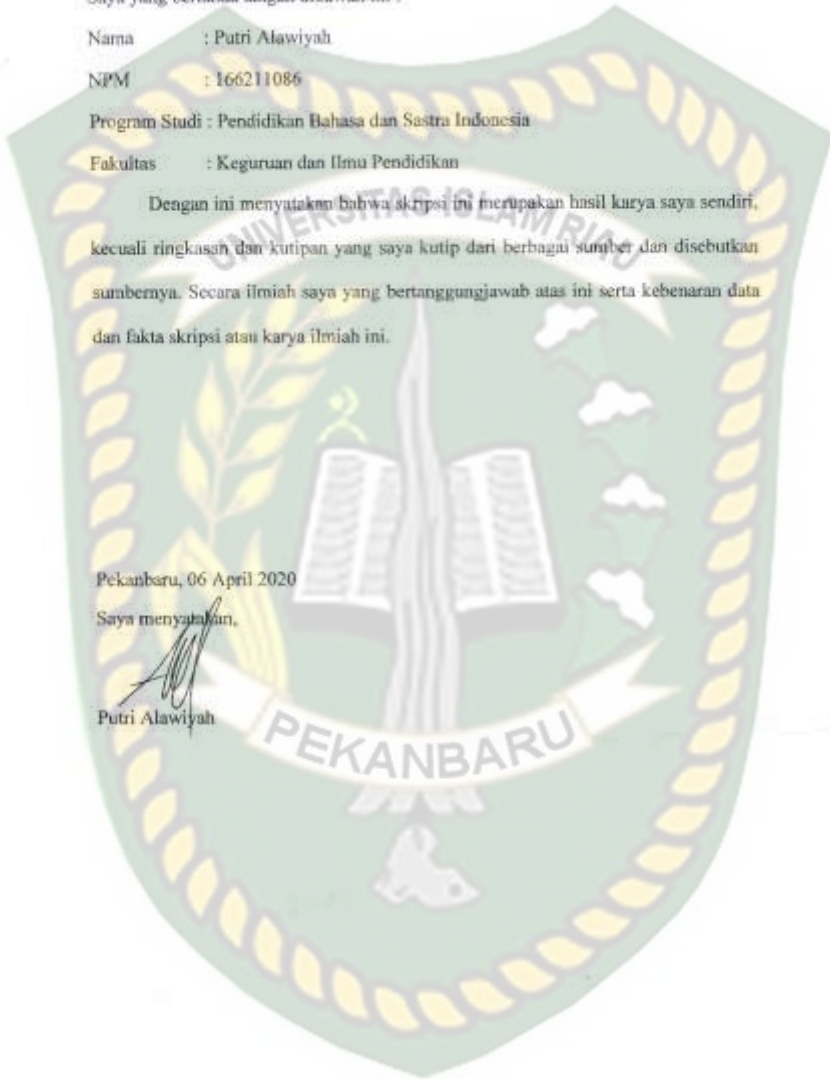 Nama : Putri Alawiyah
NPM : 166211086
Program Studi : Pendidikan Bahasa dan Sastra Indonesia
Fakultas : Keguruan dan Ilmu Pendidikan
Dengan ini menyatakan bahwa skripsi ini merupakan hasil karya saya sendiri,
UNIVERSITAS ISLAM RIAU
kecuali ringkasan dan kutipan yang saya kutip dari berbagai sumber dan disebutkan
sumbernya. Secara ilmiah saya yang bertanggungjawab atas ini serta kebenaran data
dan fakta skripsi atau karya ilmiah ini.
Pekanbaru, 06 April 2020
Saya menyatakan,
Putri Alawiyah
PEKANBARU